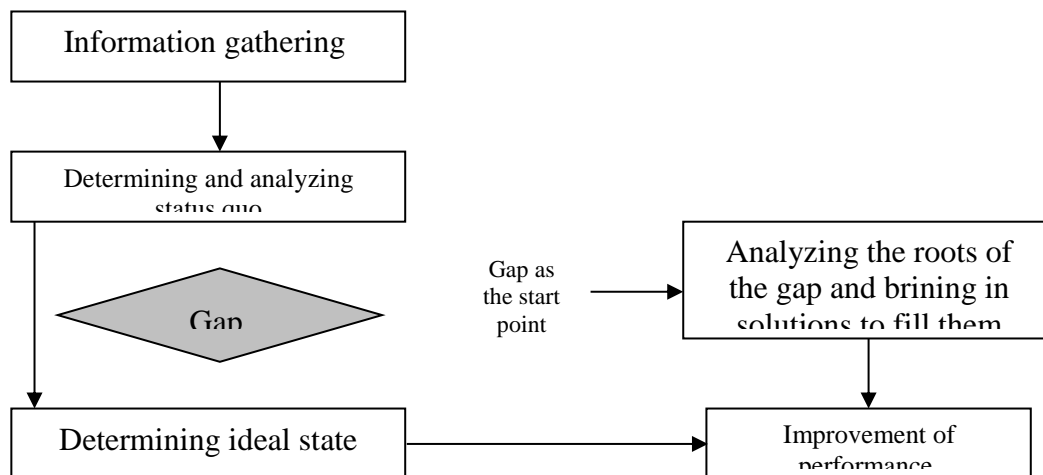 Information gathering
Determining and analyzing
status quo
Gap
Gap as
the start
point
Analyzing the roots of
the gap and brining in
solutions to fill them
Determining ideal state
Improvement of
performance